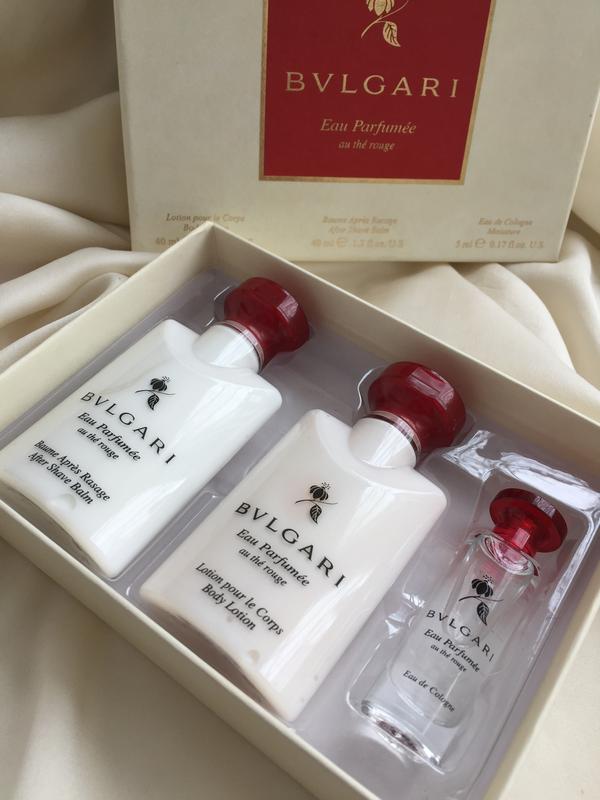 BVLGARI
Eau Parfumée
au thé rouge
Lotion pour le Corps
Body
40 ml
Baume Après Rasage
After Shave Balm
40 ml ℮ 1.3 fl.oz. U.S.
Eau de Cologne
Miniature
5 ml ℮ 0.17 fl.oz. U.S.
BVLGARI
Eau Parfumée
au thé rouge
Baume Après Rasage
After Shave Balm
BVLGARI
Eau Parfumée
au thé rouge
Lotion pour le Corps
Body Lotion
BVLGARI
Eau Parfumée
au thé rouge
Eau de Cologne